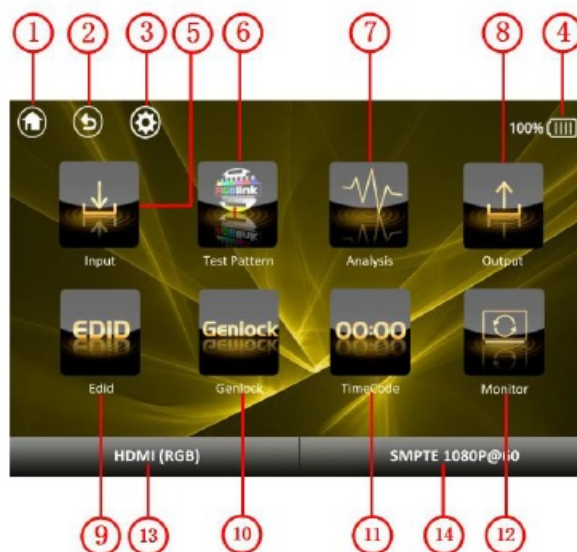 1 2 3 5 6 7 8 4
100%
RGBlink
Input Test Pattern Analysis Output
EDID Genlock 00:00
Edid Genlock TimeCode Monitor
HDMI (RGB) SMPTE 1080P@60
9 13 10 11 14 12